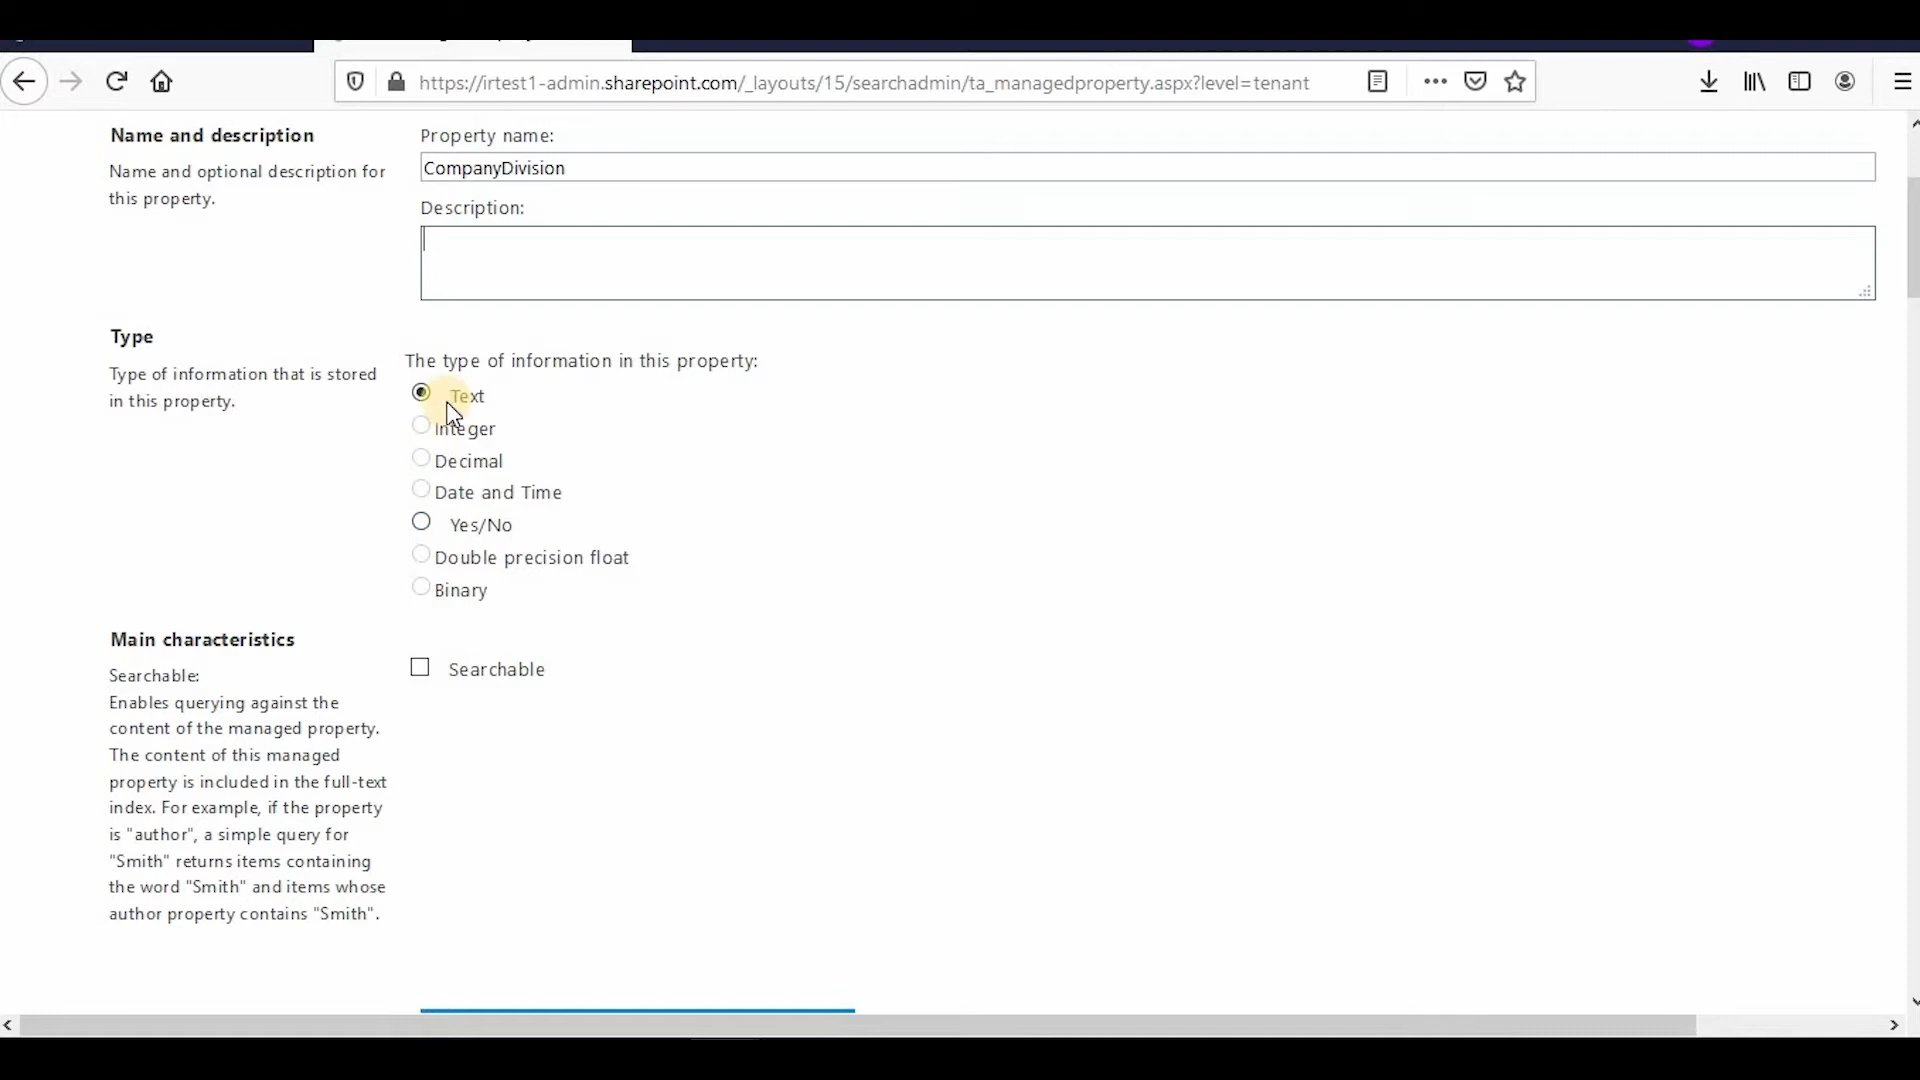 https://irtest1-admin.sharepoint.com/_layouts/15/searchadmin/ta_managedproperty.aspx?level=tenant
Name and description
Name and optional description for
this property.
Property name:
CompanyDivision
Description:
Type
Type of information that is stored
in this property.
The type of information in this property:
Text
Integer
Decimal
Date and Time
Yes/No
Double precision float
Binary
Main characteristics
Searchable:
Enables querying against the
content of the managed property.
The content of this managed
property is included in the full-text
index. For example, if the property
is "author", a simple query for
"Smith" returns items containing
the word "Smith" and items whose
author property contains "Smith".
Searchable